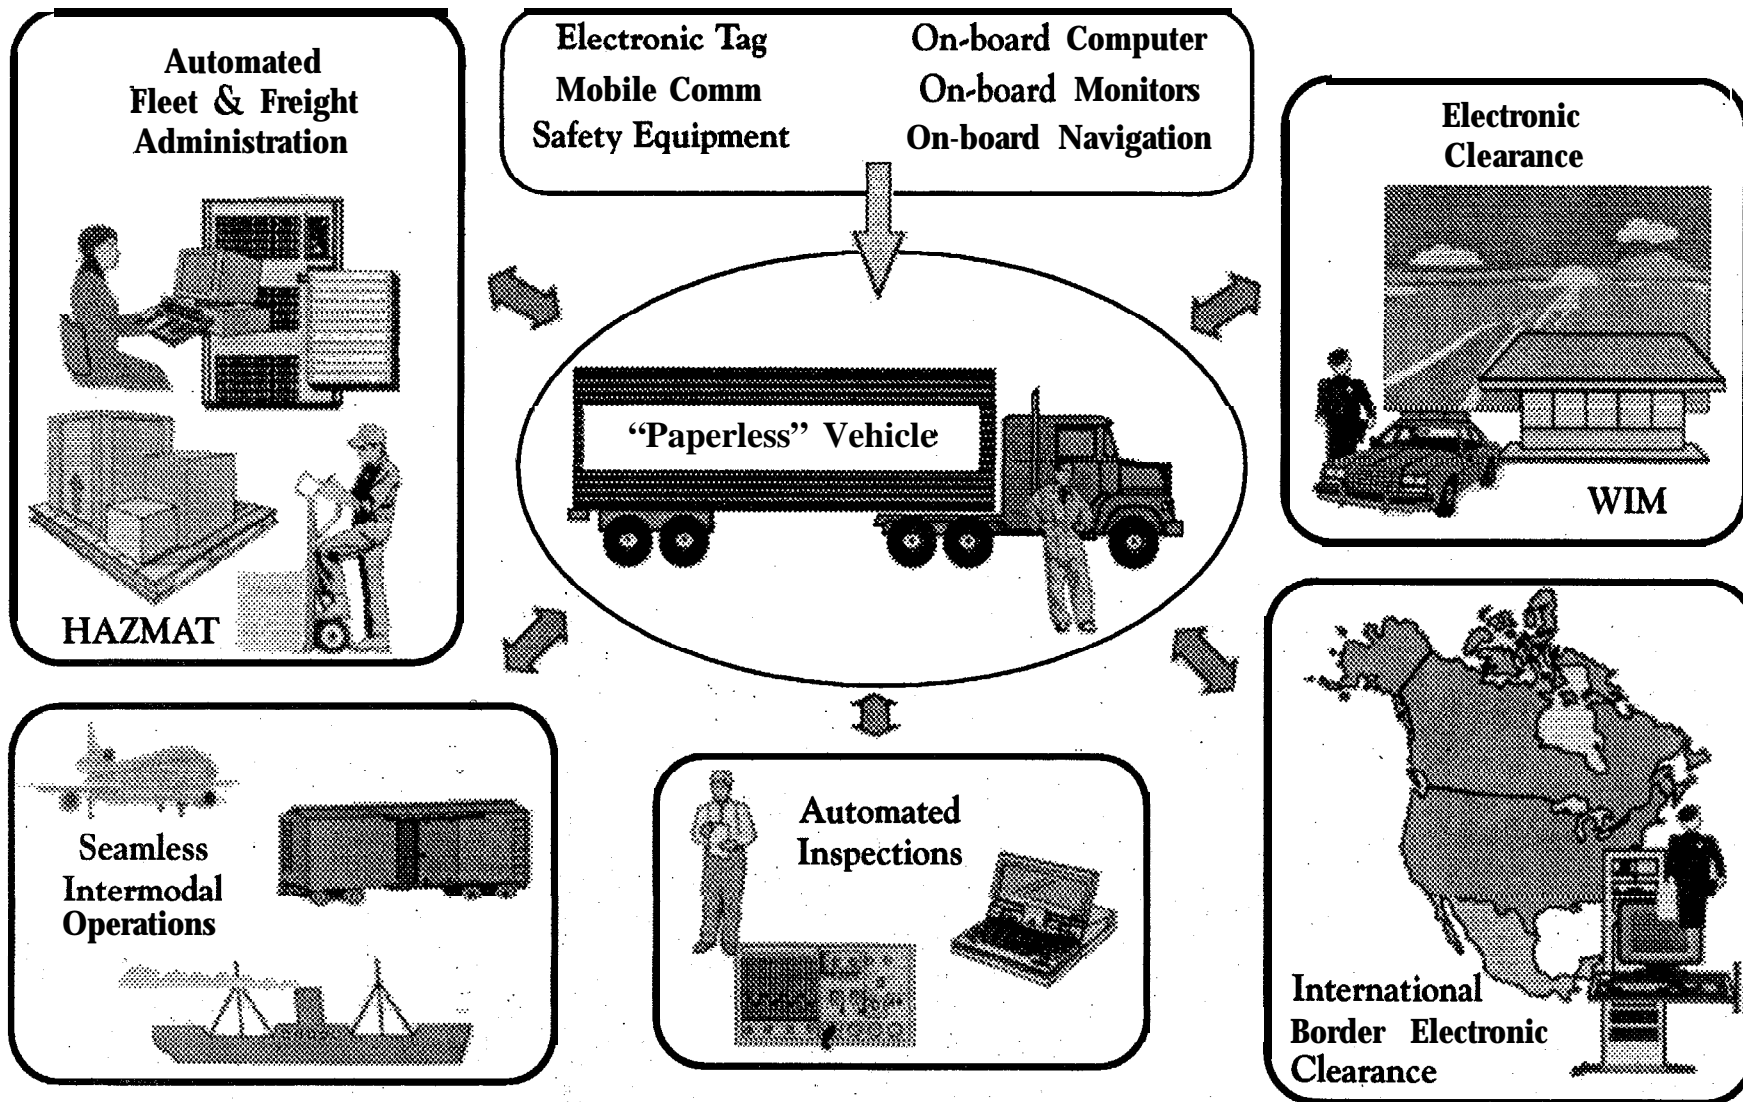 Automated
Fleet & Freight
Administration
HAZMAT
Electronic Tag
Mobile Comm
Safety Equipment
On-board Computer
On-board Monitors
On-board Navigation
Electronic
Clearance
WIM
“Paperless” Vehicle
Seamless
Intermodal
Operations
Automated
Inspections
International
Border Electronic
Clearance